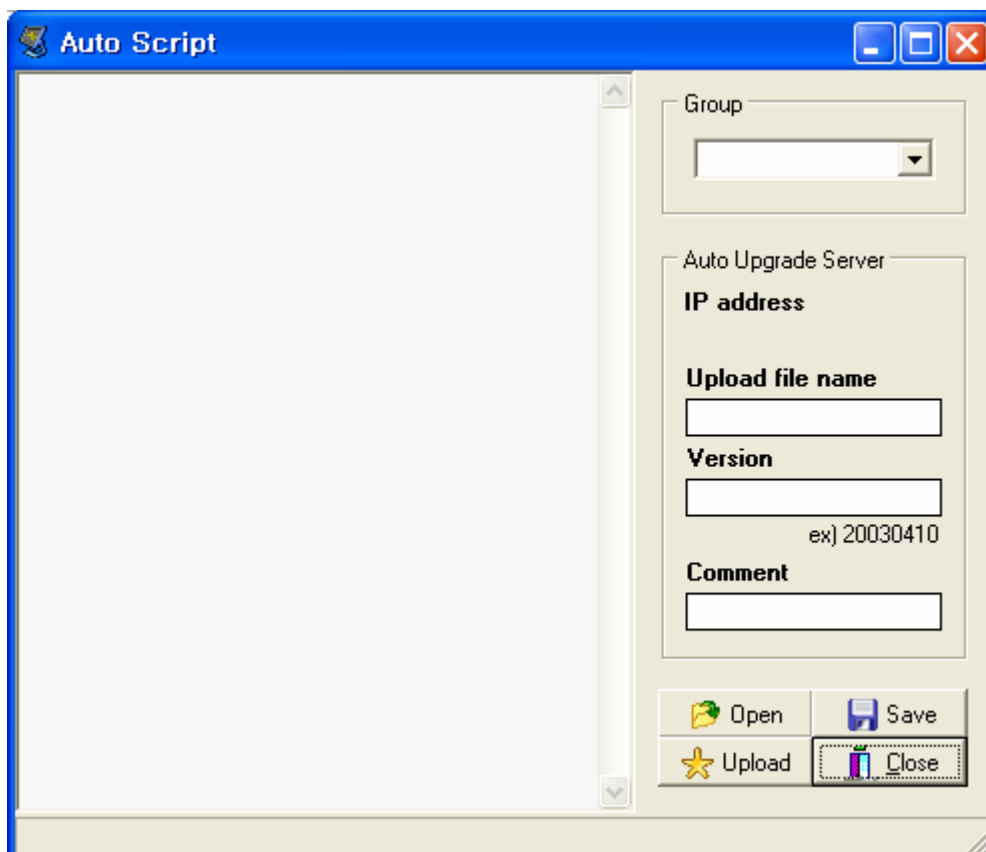 Auto Script
Group
Auto Upgrade Server
IP address
Upload file name
Version
ex) 20030410
Comment
Open
Save
Upload
Close